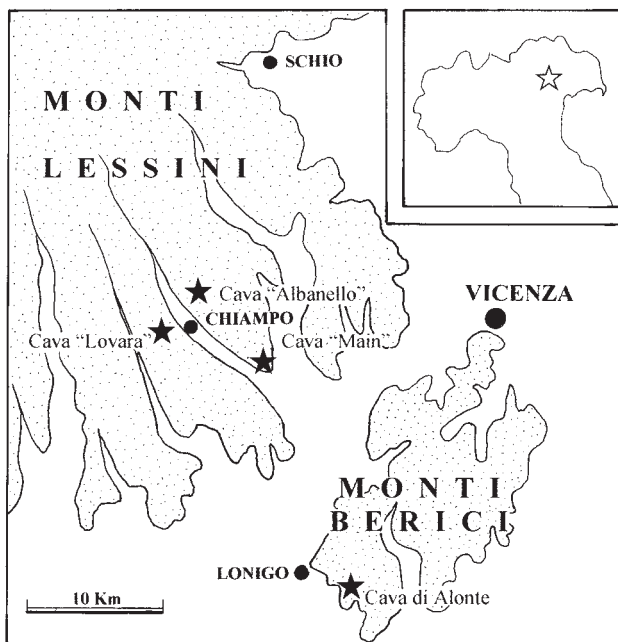 SCHIO
M O N T I
L E S S I N I
Cava “Albanello”
VICENZA
CHIAMPO
Cava “Lovara”
Cava “Main”
M O N T I
B E R I C I
LONIGO
Cava di Alonte
10 Km